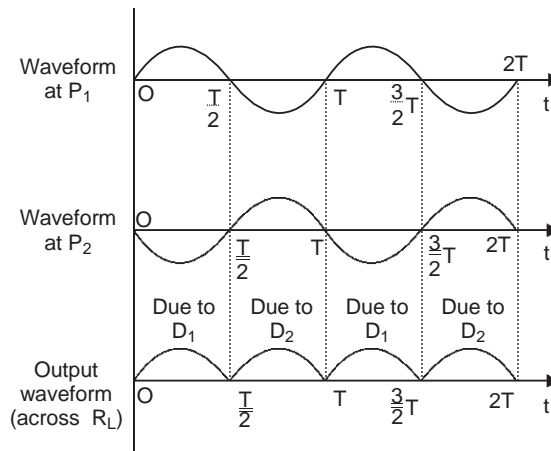 2T
Waveform
at P1
O
T
2
T
3
2
T
t
Waveform
at P2
O
T
2
T
3
2
T
2T
t
Due to
D1
Due to
D2
Due to
D1
Due to
D2
Output
waveform
(across RL)
O
T
2
T
3
2
T
2T
t